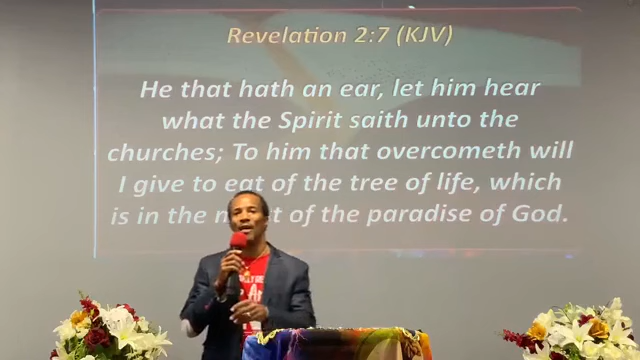 Revelation 2:7 (KJV)
He that hath an ear, let him hear
what the Spirit saith unto the
churches; To him that overcometh will
I give to eat of the tree of life, which
is in the of the paradise of God.